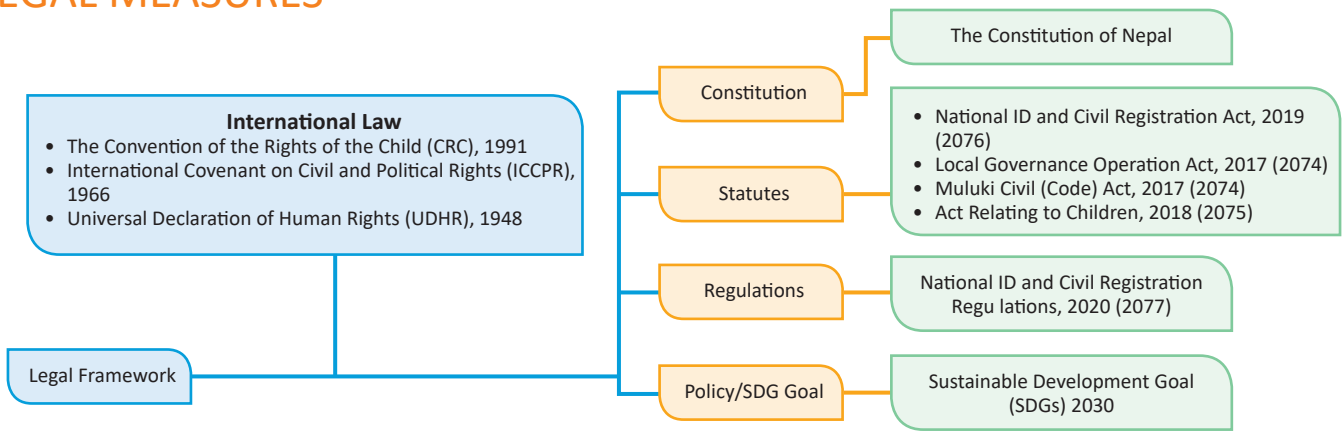 LEGAL MEASURES
International Law
• The Convention of the Rights of the Child (CRC), 1991
• International Covenant on Civil and Political Rights (ICCPR),
1966
• Universal Declaration of Human Rights (UDHR), 1948
Legal Framework
Constitution
The Constitution of Nepal
Statutes
• National ID and Civil Registration Act, 2019
(2076)
• Local Governance Operation Act, 2017 (2074)
• Muluki Civil (Code) Act, 2017 (2074)
• Act Relating to Children, 2018 (2075)
Regulations
National ID and Civil Registration
Regu lations, 2020 (2077)
Policy/SDG Goal
Sustainable Development Goal
(SDGs) 2030